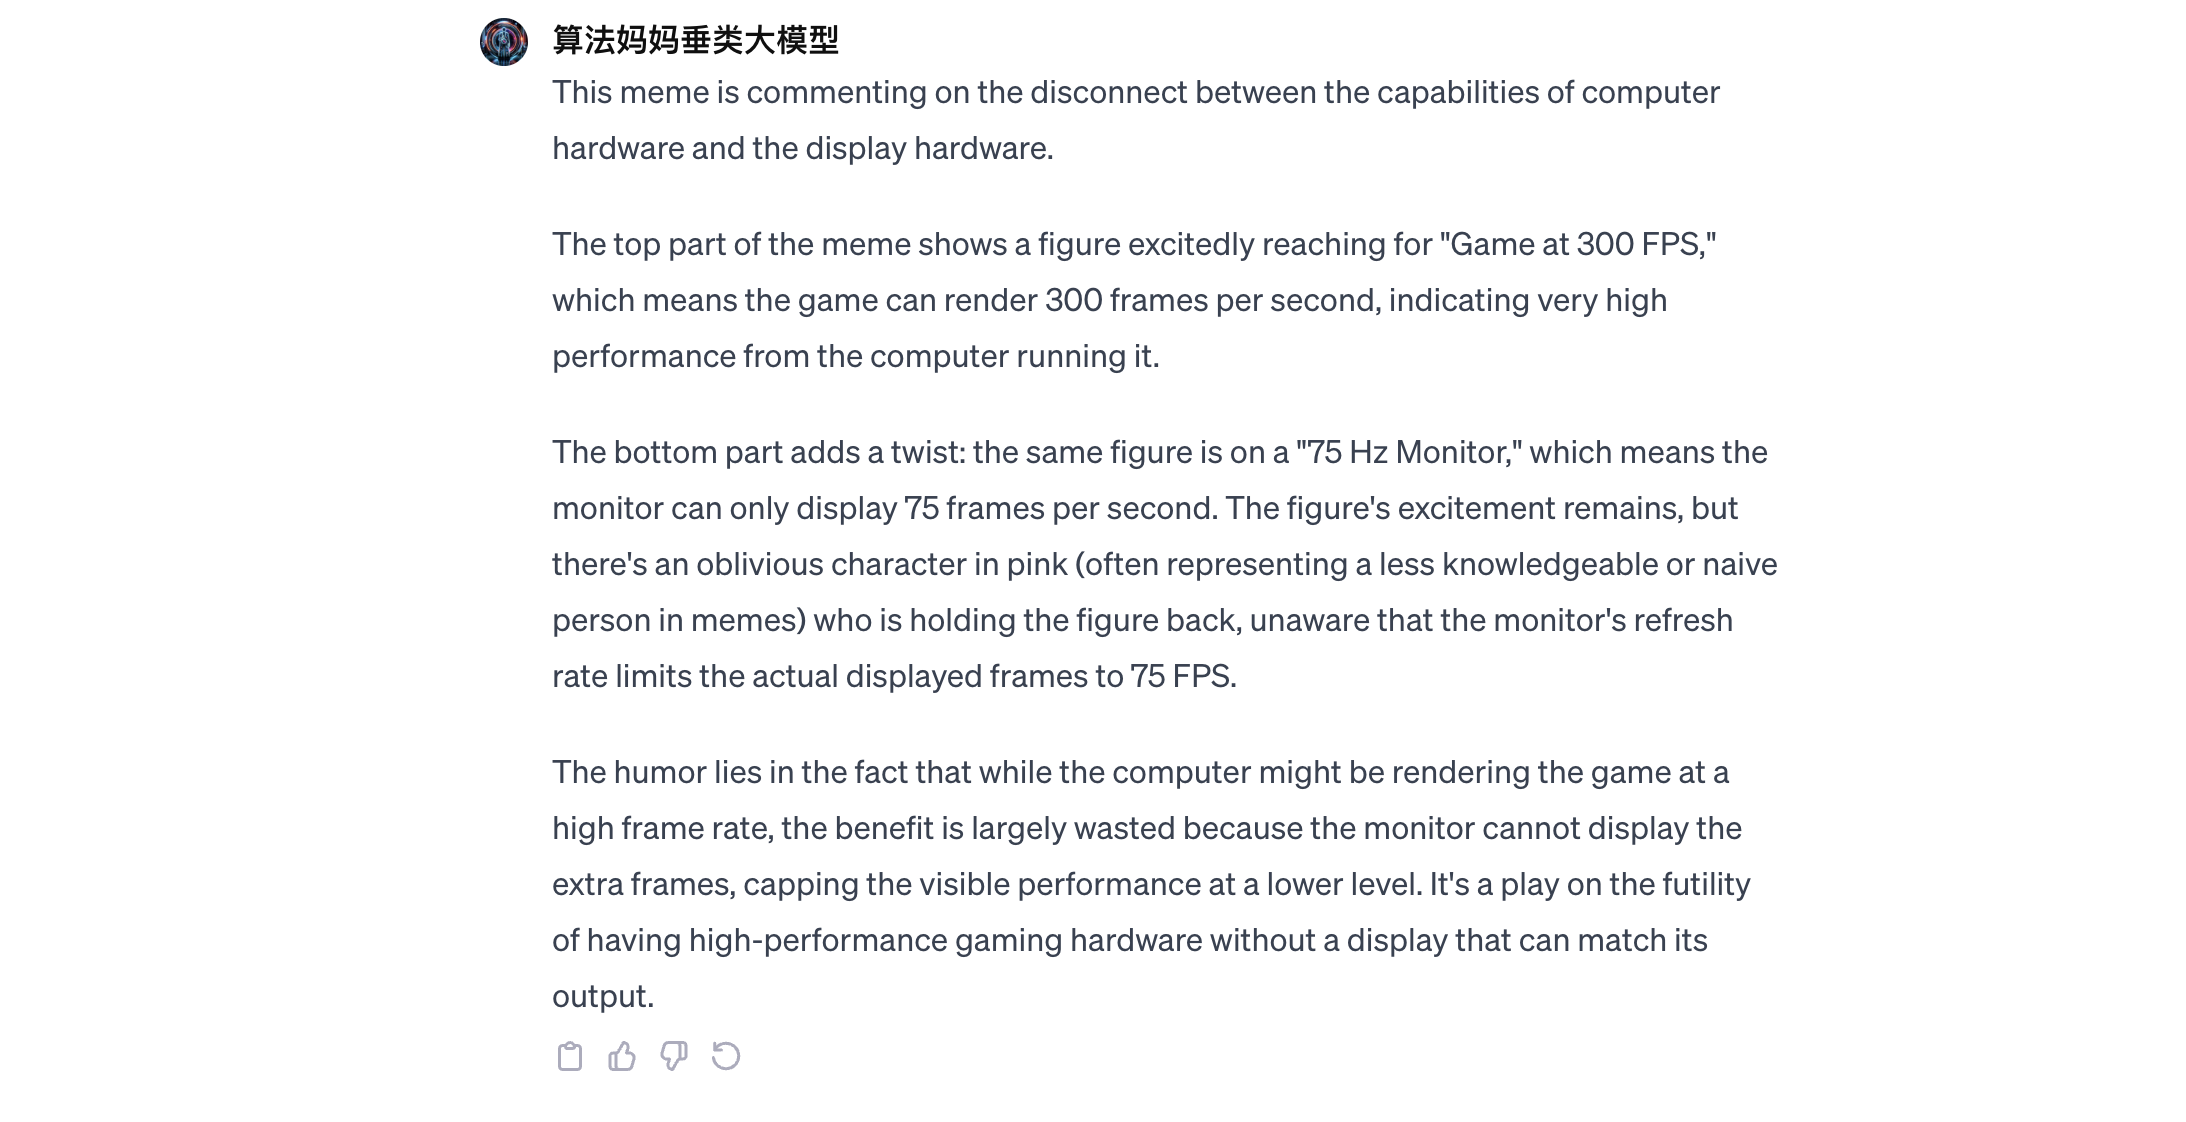 算法妈妈垂类大模型
This meme is commenting on the disconnect between the capabilities of computer
hardware and the display hardware.
The top part of the meme shows a figure excitedly reaching for "Game at 300 FPS,"
which means the game can render 300 frames per second, indicating very high
performance from the computer running it.
The bottom part adds a twist: the same figure is on a "75 Hz Monitor," which means the
monitor can only display 75 frames per second. The figure's excitement remains, but
there's an oblivious character in pink (often representing a less knowledgeable or naive
person in memes) who is holding the figure back, unaware that the monitor's refresh
rate limits the actual displayed frames to 75 FPS.
The humor lies in the fact that while the computer might be rendering the game at a
high frame rate, the benefit is largely wasted because the monitor cannot display the
extra frames, capping the visible performance at a lower level. It's a play on the futility
of having high-performance gaming hardware without a display that can match its
output.